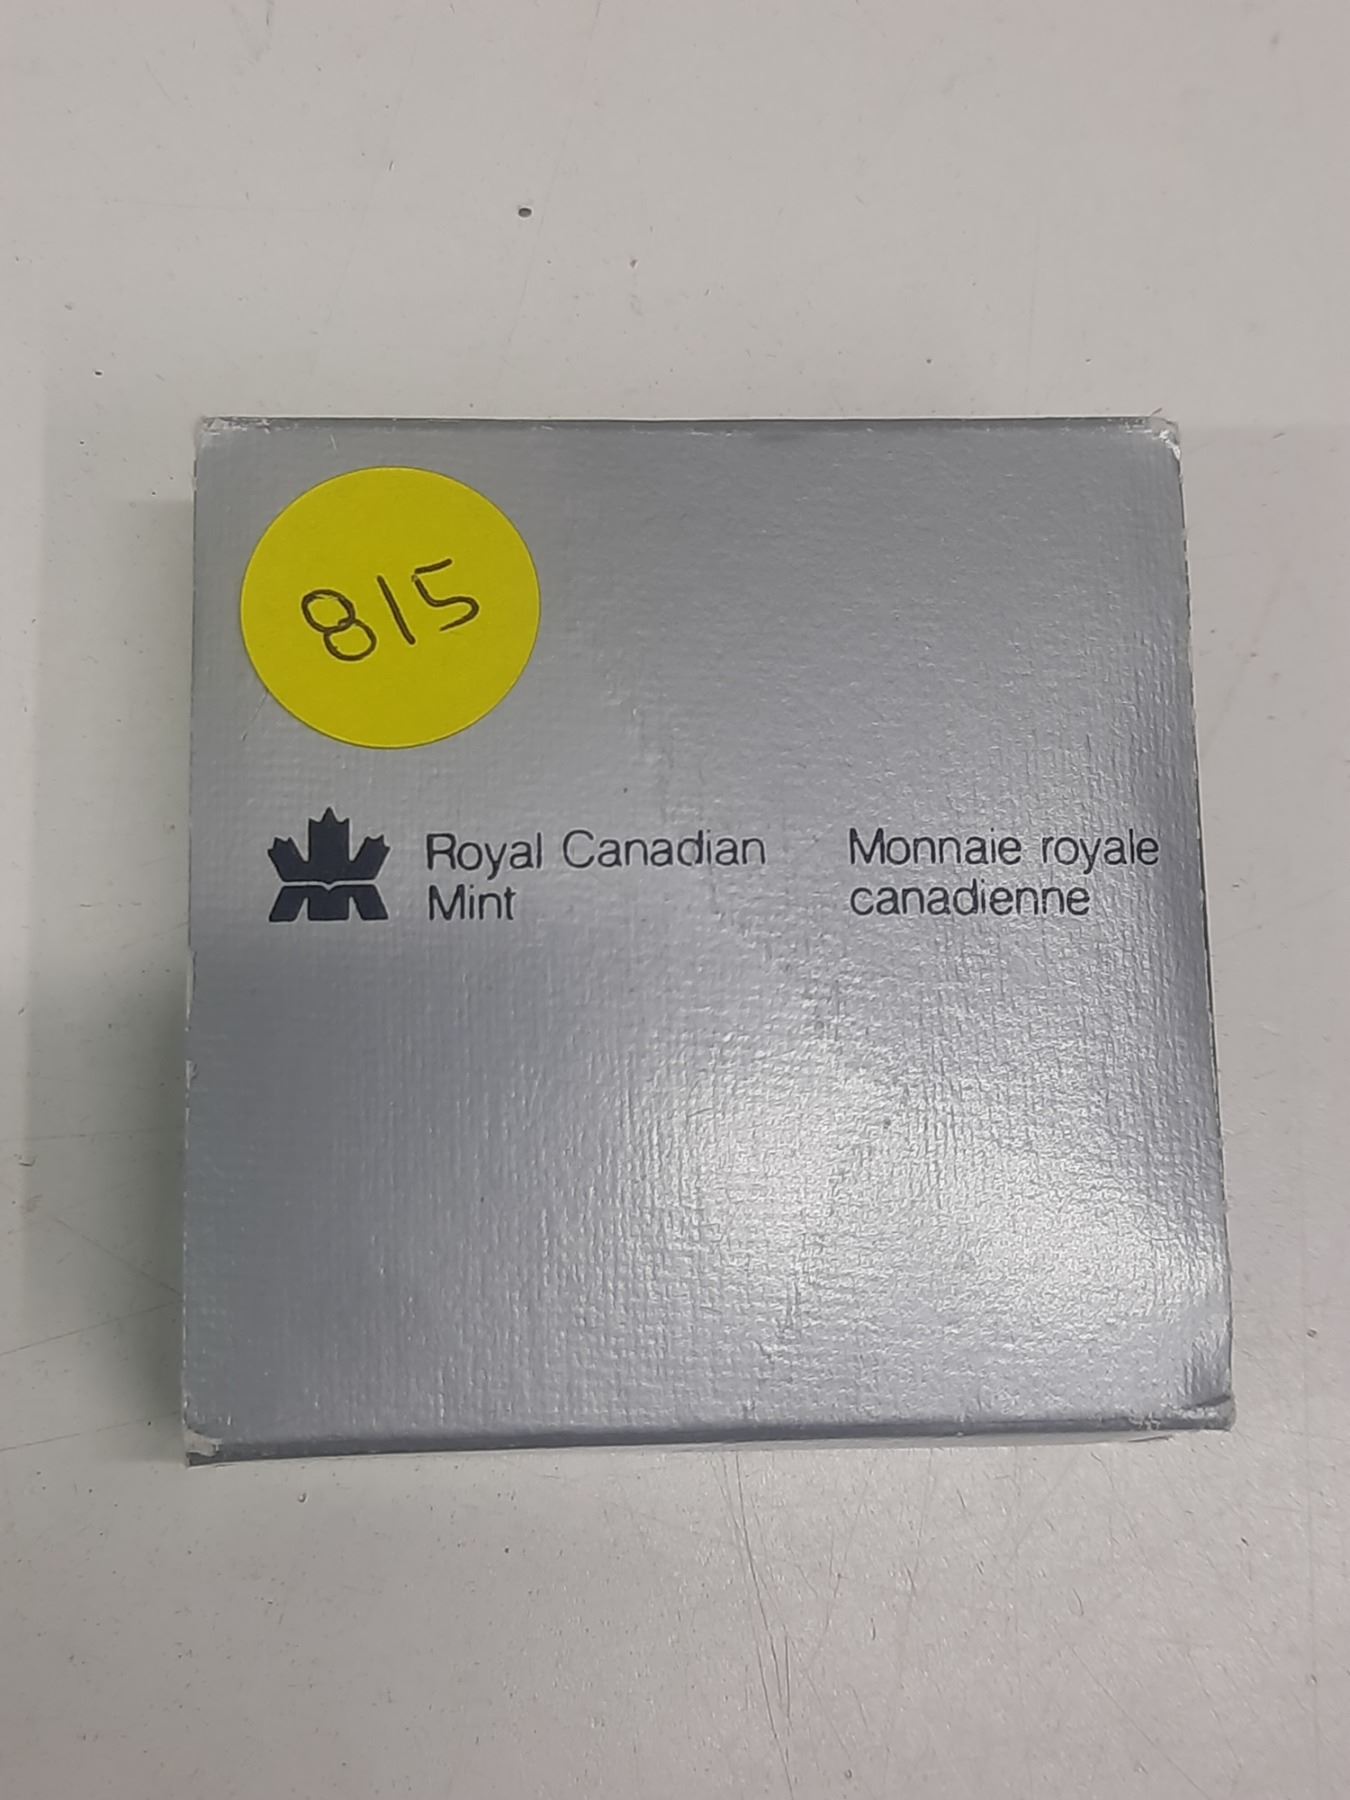 815
Royal Canadian
Mint
Monnaie royale
canadienne